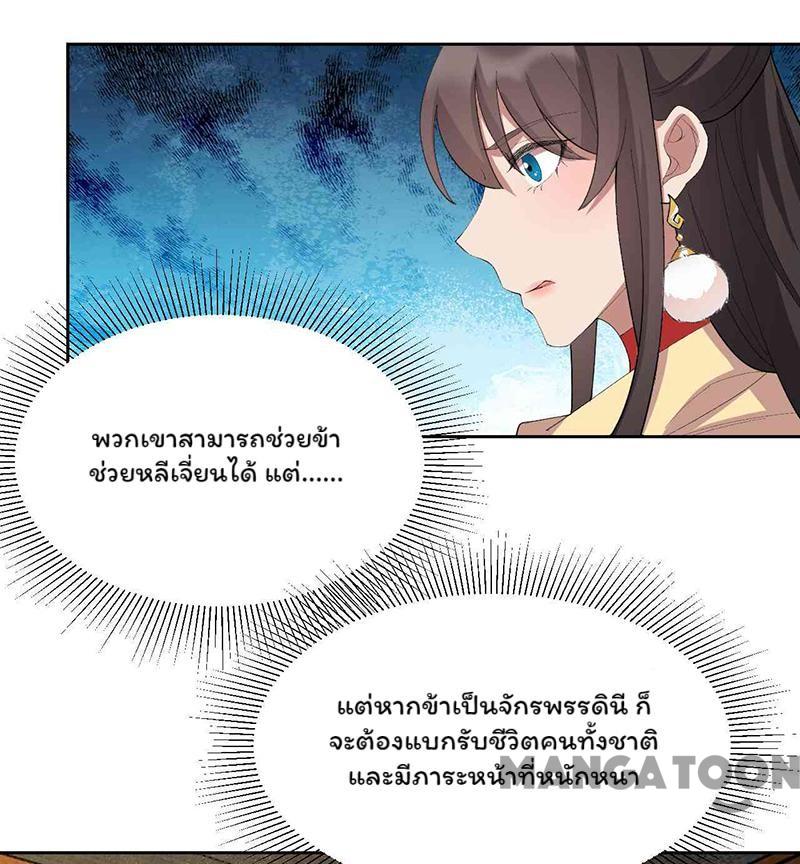 พวกเขาสามารถช่วยข้า
ช่วยหลีเจี่ยนได้ แต่......
แต่หากข้าเป็นจักรพรรดินี ก็
จะต้องแบกรับชีวิตคนทั้งชาติ
และมีภาระหน้าที่หนักหนา
MANGATOON